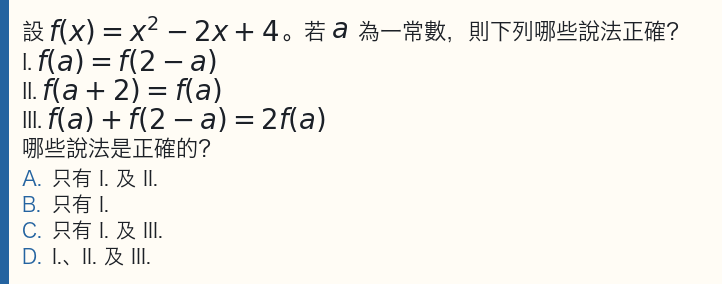 設 f(x) = x² − 2x + 4。若 a 為一常數，則下列哪些說法正確?
I. f(a) = f(2 − a)
II. f(a + 2) = f(a)
III. f(a) + f(2 − a) = 2f(a)
哪些說法是正確的?
A. 只有 I. 及 II.
B. 只有 I.
C. 只有 I. 及 III.
D. I.、II. 及 III.